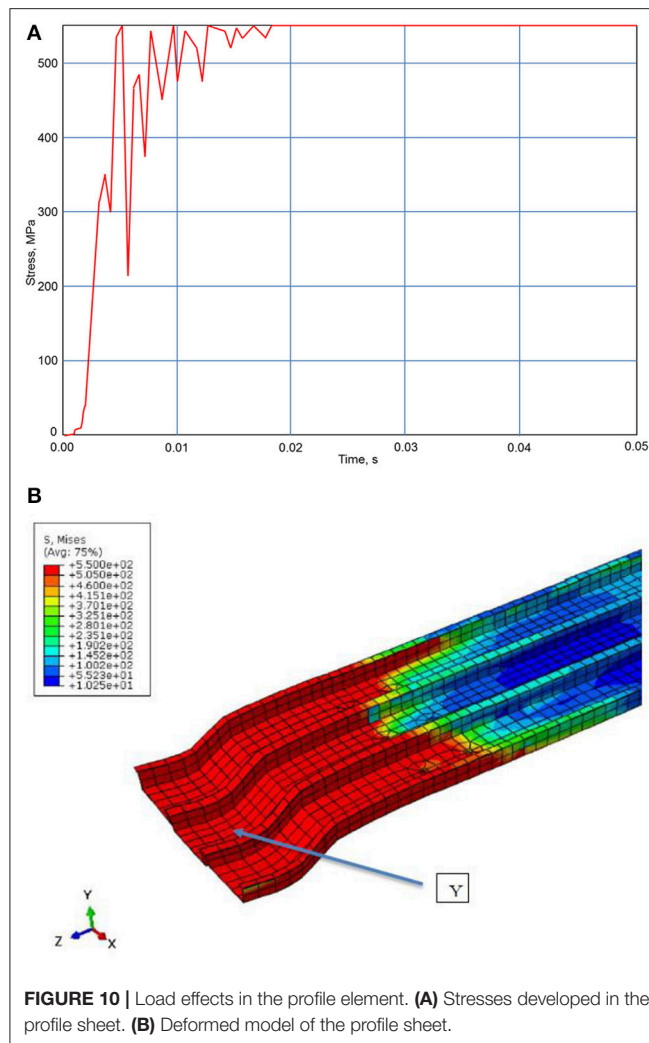 A
500
400
300
200
100
0
Stress, MPa
0.00 0.01 0.02 0.03 0.04 0.05
Time, s
B
S, Mises
(Avg: 75%)
+5.500e+02
+5.050e+02
+4.600e+02
+4.151e+02
+3.701e+02
+3.251e+02
+2.801e+02
+2.351e+02
+1.902e+02
+1.452e+02
+1.002e+02
+5.523e+01
+1.025e+01
Y
Y
Z X
FIGURE 10 | Load effects in the profile element. (A) Stresses developed in the
profile sheet. (B) Deformed model of the profile sheet.